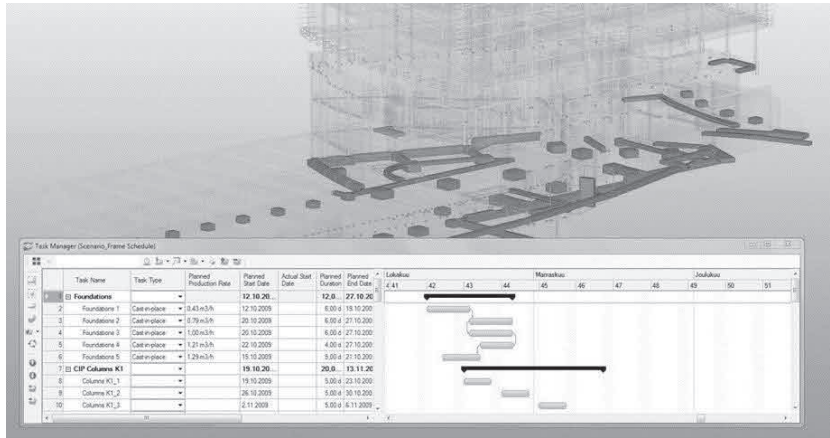 Task Manager (Scenario_Frame Schedule)
Task Name Task Type Planned Production Rate Planned Start Date Actual Start Date Planned Duration Planned End Date Lokakuu Marraskuu Joulukuu
41 42 43 44 45 46 47 48 49 50 51
1 Foundations 12.10.20... 12,0... 27.10.20
2 Foundations 1 Cast-in-place 0,43 m3/h 12.10.2009 6,00 d 19.10.200
3 Foundations 2 Cast-in-place 0,79 m3/h 20.10.2009 6,00 d 27.10.200
4 Foundations 3 Cast-in-place 1,00 m3/h 20.10.2009 6,00 d 27.10.200
5 Foundations 4 Cast-in-place 1,21 m3/h 22.10.2009 4,00 d 27.10.200
6 Foundations 5 Cast-in-place 1,29 m3/h 15.10.2009 5,00 d 21.10.200
7 CIP Columns K1 19.10.20... 20,0... 13.11.20
8 Columns K1_1 19.10.2009 5,00 d 23.10.200
9 Columns K1_2 26.10.2009 5,00 d 30.10.200
10 Columns K1_3 2.11.2009 5,00 d 6.11.2009